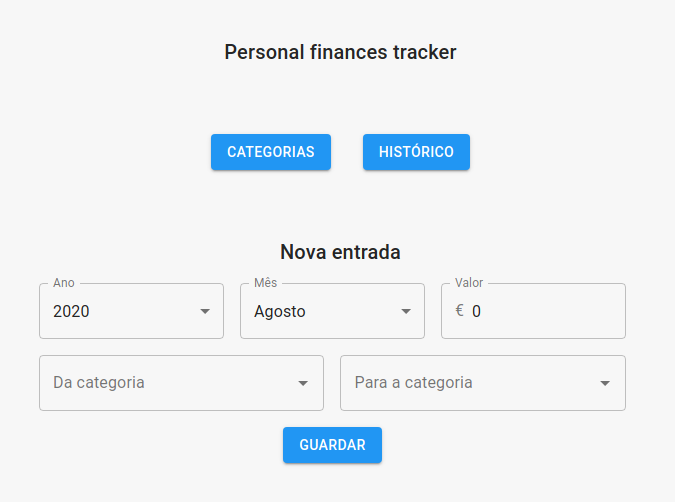 Personal finances tracker
CATEGORIAS HISTÓRICO
Nova entrada
Ano Mês Valor
2020 Agosto € 0
Da categoria Para a categoria
GUARDAR